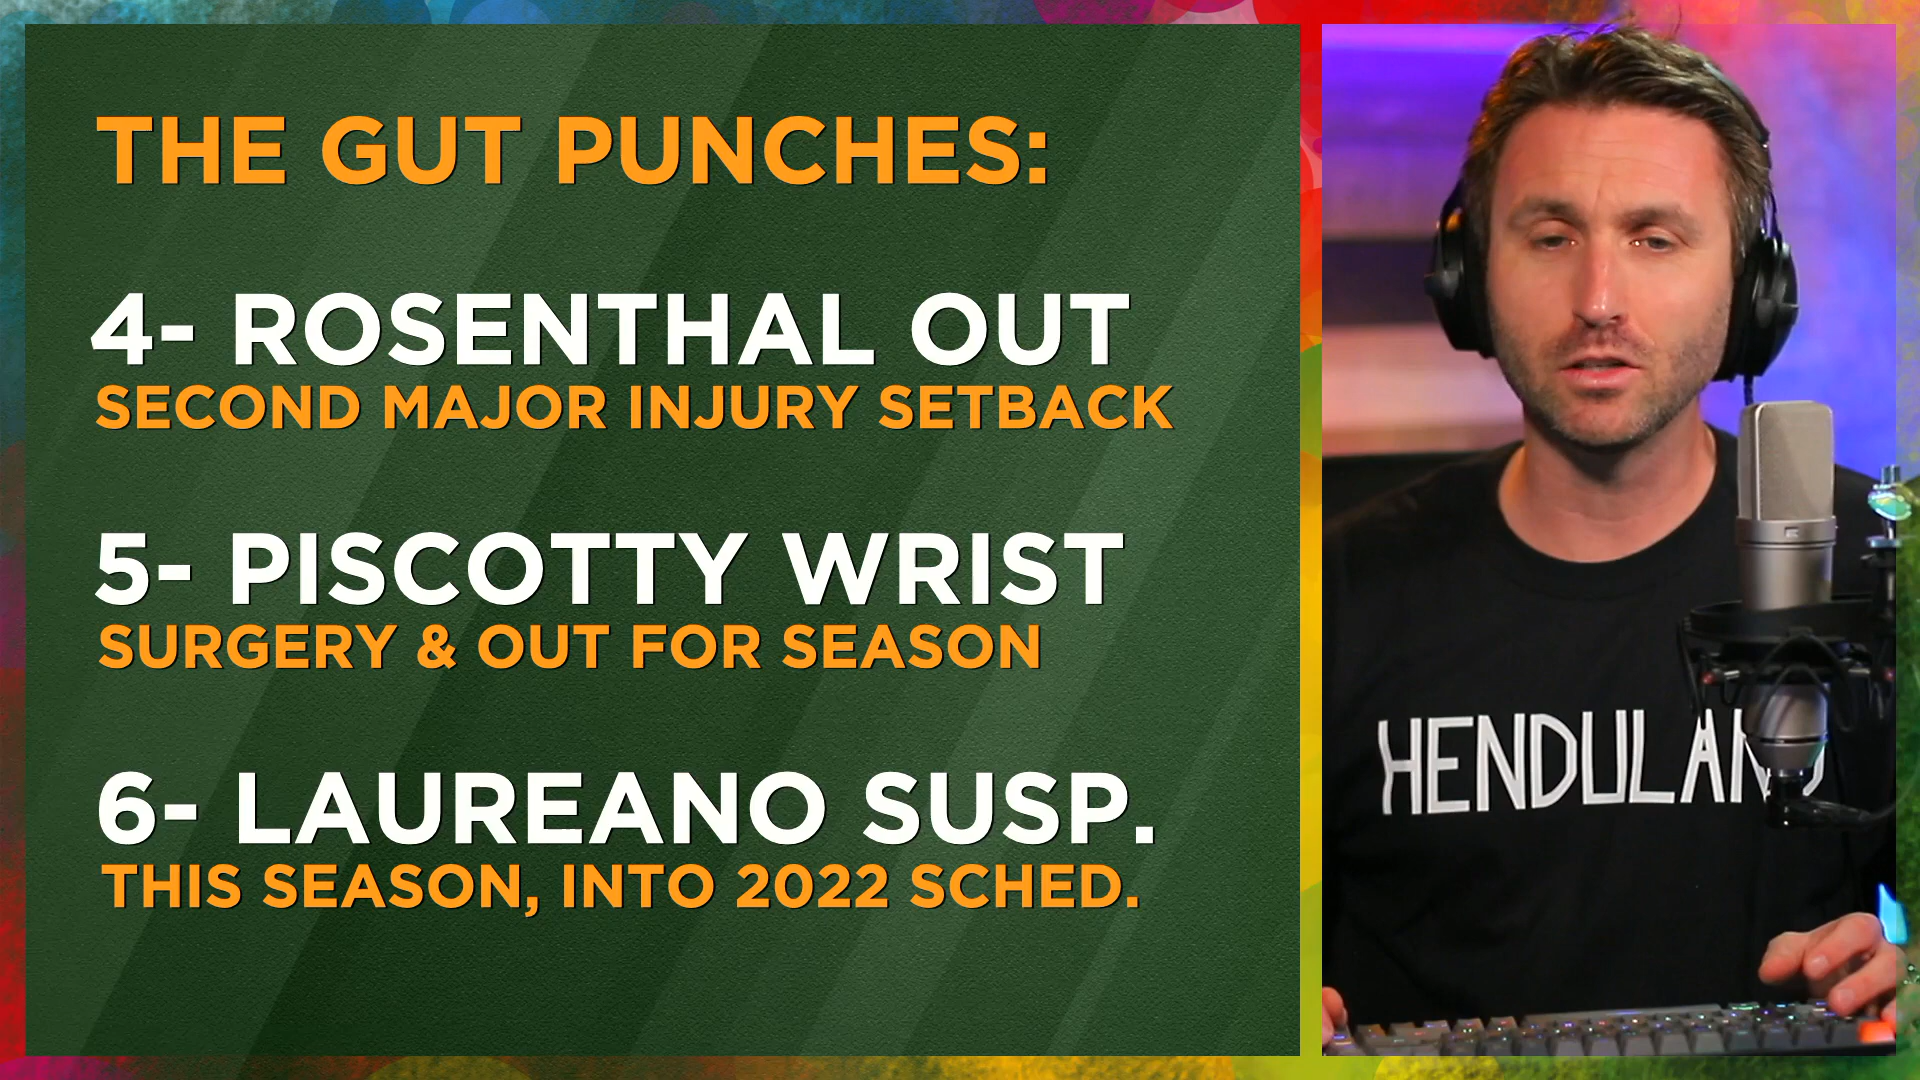 THE GUT PUNCHES:
4- ROSENTHAL OUT
SECOND MAJOR INJURY SETBACK
5- PISCOTTY WRIST
SURGERY & OUT FOR SEASON
6- LAUREANO SUSP.
THIS SEASON, INTO 2022 SCHED.
HENDULAND